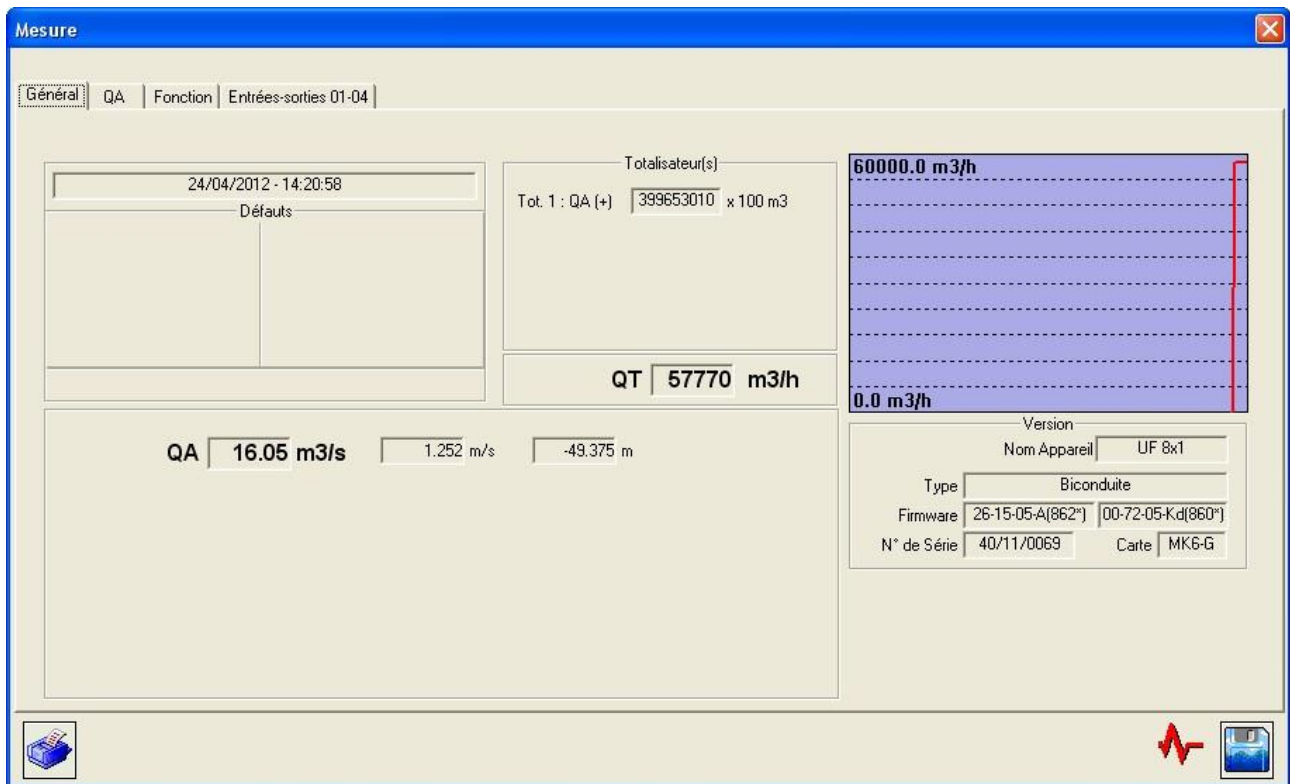 Mesure
Général QA Fonction Entrées-sorties 01-04
24/04/2012 - 14:20:58
Défauts
Totalisateur(s)
Tot. 1 : QA (+) 399653010 x 100 m3
QT 57770 m3/h
60000.0 m3/h
0.0 m3/h
QA 16.05 m3/s 1.252 m/s -49.375 m
Version
Nom Appareil UF 8x1
Type Biconduite
Firmware 26-15-05-A(862*) 00-72-05-Kd(860*)
N° de Série 40/11/0069 Carte MK6-G